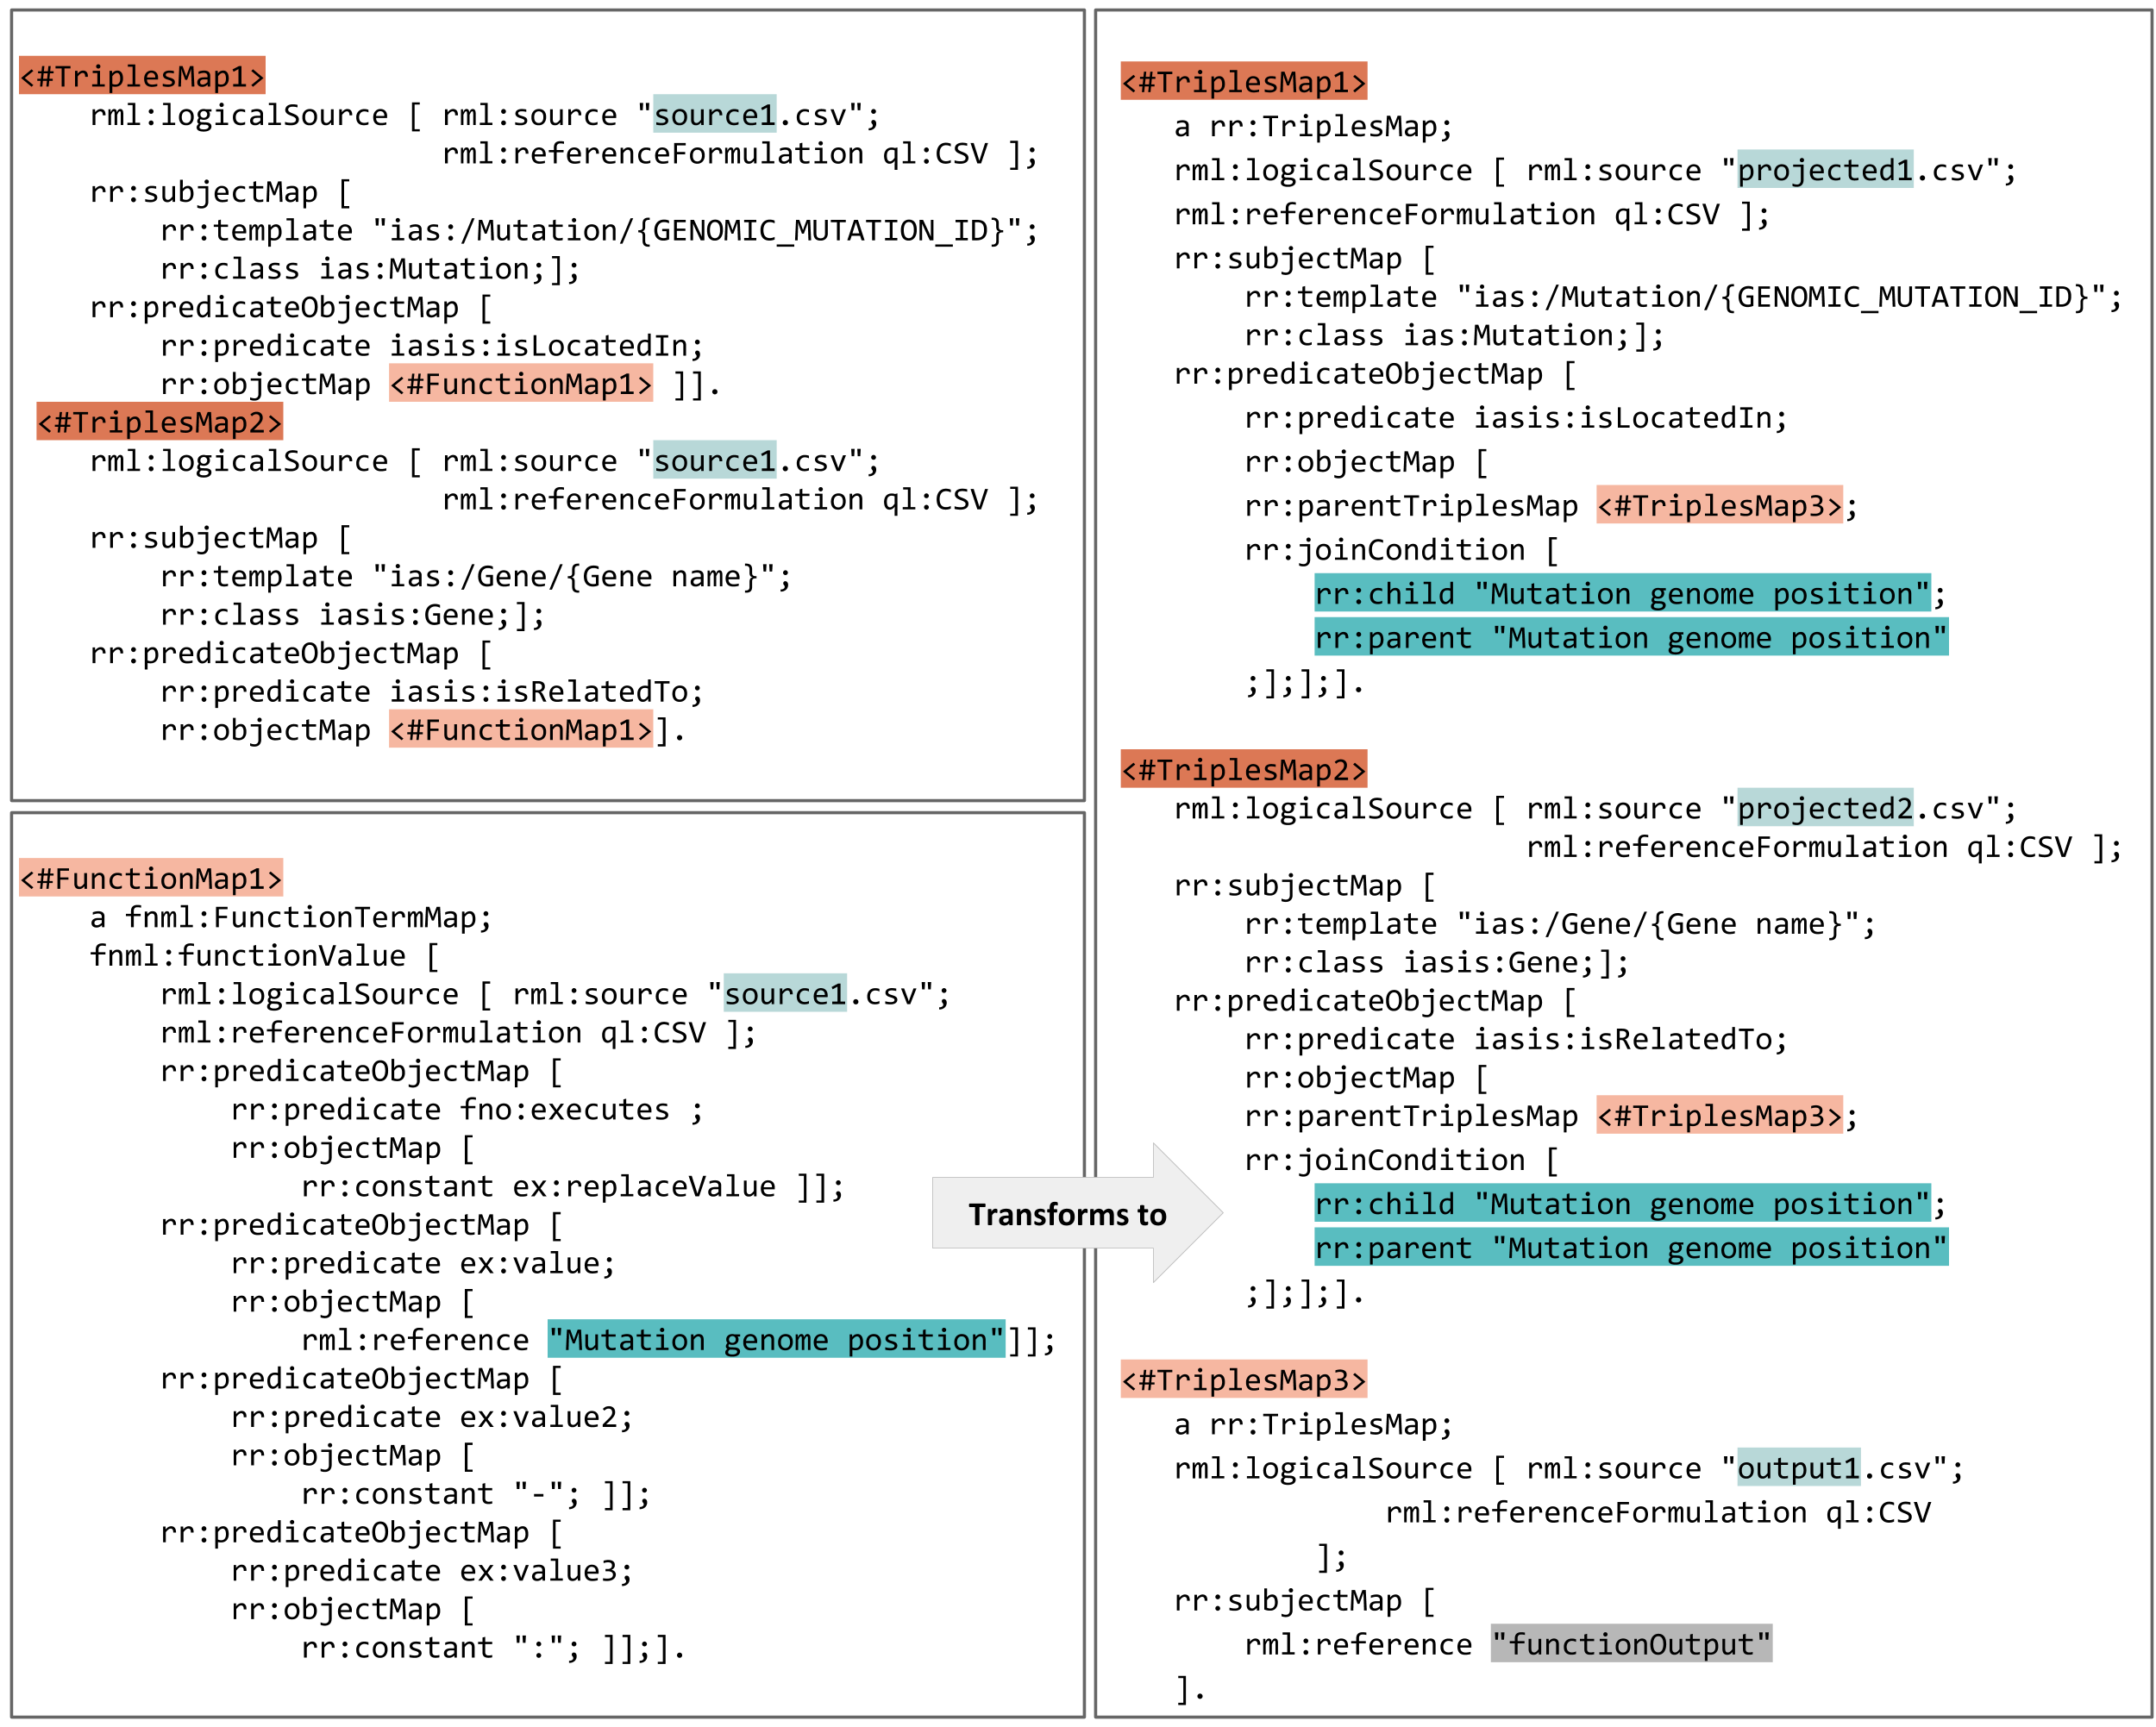 <#TriplesMap1>
rml:logicalSource [ rml:source "source1.csv";
rml:referenceFormulation ql:CSV ];
rr:subjectMap [
rr:template "ias:/Mutation/{GENOMIC_MUTATION_ID}";
rr:class ias:Mutation;];
rr:predicateObjectMap [
rr:predicate iasis:isLocatedIn;
rr:objectMap <#FunctionMap1> ]].
<#TriplesMap2>
rml:logicalSource [ rml:source "source1.csv";
rml:referenceFormulation ql:CSV ];
rr:subjectMap [
rr:template "ias:/Gene/{Gene name}";
rr:class iasis:Gene;];
rr:predicateObjectMap [
rr:predicate iasis:isRelatedTo;
rr:objectMap <#FunctionMap1>].
<#FunctionMap1>
a fnml:FunctionTermMap;
fnml:functionValue [
rml:logicalSource [ rml:source "source1.csv";
rml:referenceFormulation ql:CSV ];
rr:predicateObjectMap [
rr:predicate fno:executes ;
rr:objectMap [
rr:constant ex:replaceValue ]];
rr:predicateObjectMap [
rr:predicate ex:value;
rr:objectMap [
rml:reference "Mutation genome position"]];
rr:predicateObjectMap [
rr:predicate ex:value2;
rr:objectMap [
rr:constant "-"; ]];
rr:predicateObjectMap [
rr:predicate ex:value3;
rr:objectMap [
rr:constant ":"; ]];].
Transforms to
<#TriplesMap1>
a rr:TriplesMap;
rml:logicalSource [ rml:source "projected1.csv";
rml:referenceFormulation ql:CSV ];
rr:subjectMap [
rr:template "ias:/Mutation/{GENOMIC_MUTATION_ID}";
rr:class ias:Mutation;];
rr:predicateObjectMap [
rr:predicate iasis:isLocatedIn;
rr:objectMap [
rr:parentTriplesMap <#TriplesMap3>;
rr:joinCondition [
rr:child "Mutation genome position";
rr:parent "Mutation genome position"
;];];].
<#TriplesMap2>
rml:logicalSource [ rml:source "projected2.csv";
rml:referenceFormulation ql:CSV ];
rr:subjectMap [
rr:template "ias:/Gene/{Gene name}";
rr:class iasis:Gene;];
rr:predicateObjectMap [
rr:predicate iasis:isRelatedTo;
rr:objectMap [
rr:parentTriplesMap <#TriplesMap3>;
rr:joinCondition [
rr:child "Mutation genome position";
rr:parent "Mutation genome position"
;];];].
<#TriplesMap3>
a rr:TriplesMap;
rml:logicalSource [ rml:source "output1.csv";
rml:referenceFormulation ql:CSV
];
rr:subjectMap [
rml:reference "functionOutput"
].